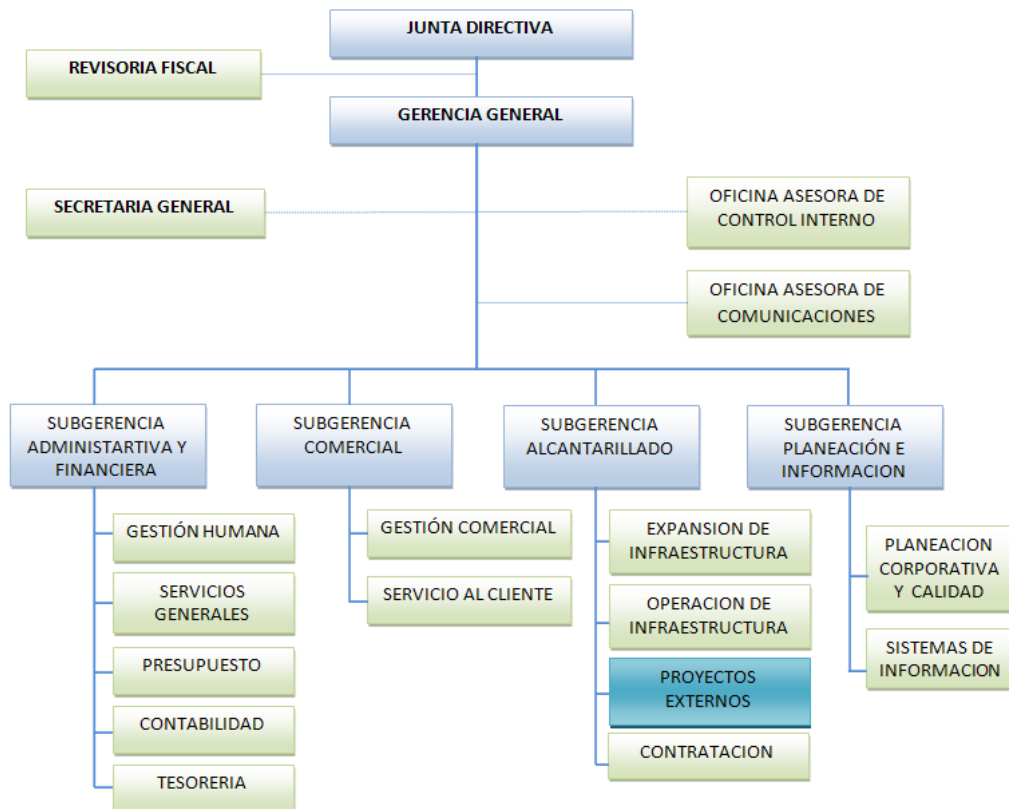 JUNTA DIRECTIVA
REVISORIA FISCAL
GERENCIA GENERAL
SECRETARIA GENERAL
OFICINA ASESORA DE
CONTROL INTERNO
OFICINA ASESORA DE
COMUNICACIONES
SUBGERENCIA
ADMINISTARTIVA Y
FINANCIERA
GESTIÓN HUMANA
SERVICIOS
GENERALES
PRESUPUESTO
CONTABILIDAD
TESORERIA
SUBGERENCIA
COMERCIAL
GESTIÓN COMERCIAL
SERVICIO AL CLIENTE
SUBGERENCIA
ALCANTARILLADO
EXPANSION DE
INFRAESTRUCTURA
OPERACION DE
INFRAESTRUCTURA
PROYECTOS
EXTERNOS
CONTRATACION
SUBGERENCIA
PLANEACIÓN E
INFORMACION
PLANEACION
CORPORATIVA
Y CALIDAD
SISTEMAS DE
INFORMACION